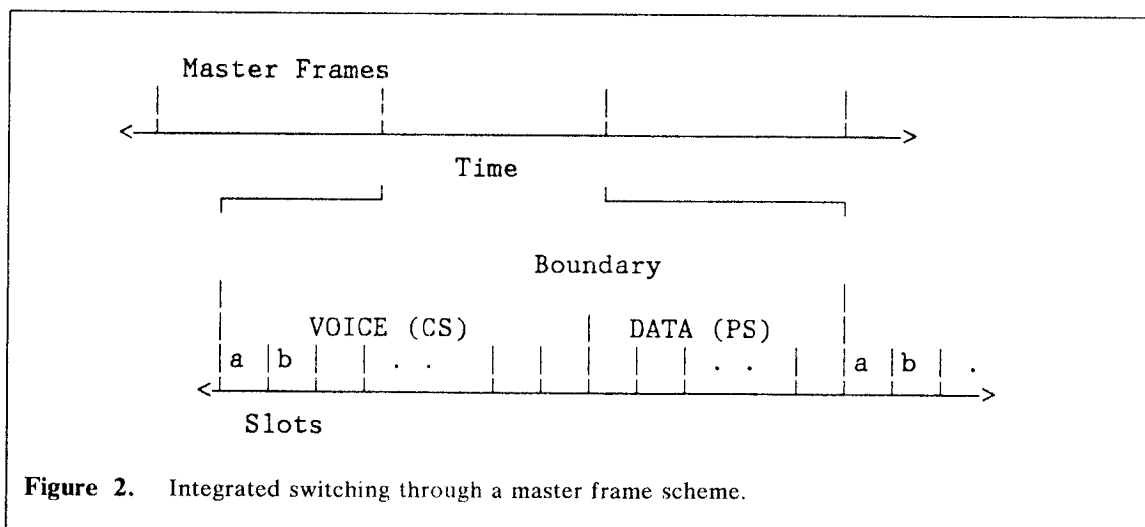 Master Frames
Time
Boundary
VOICE (CS) DATA (PS)
a b . . . . a b .
Slots
Figure 2. Integrated switching through a master frame scheme.